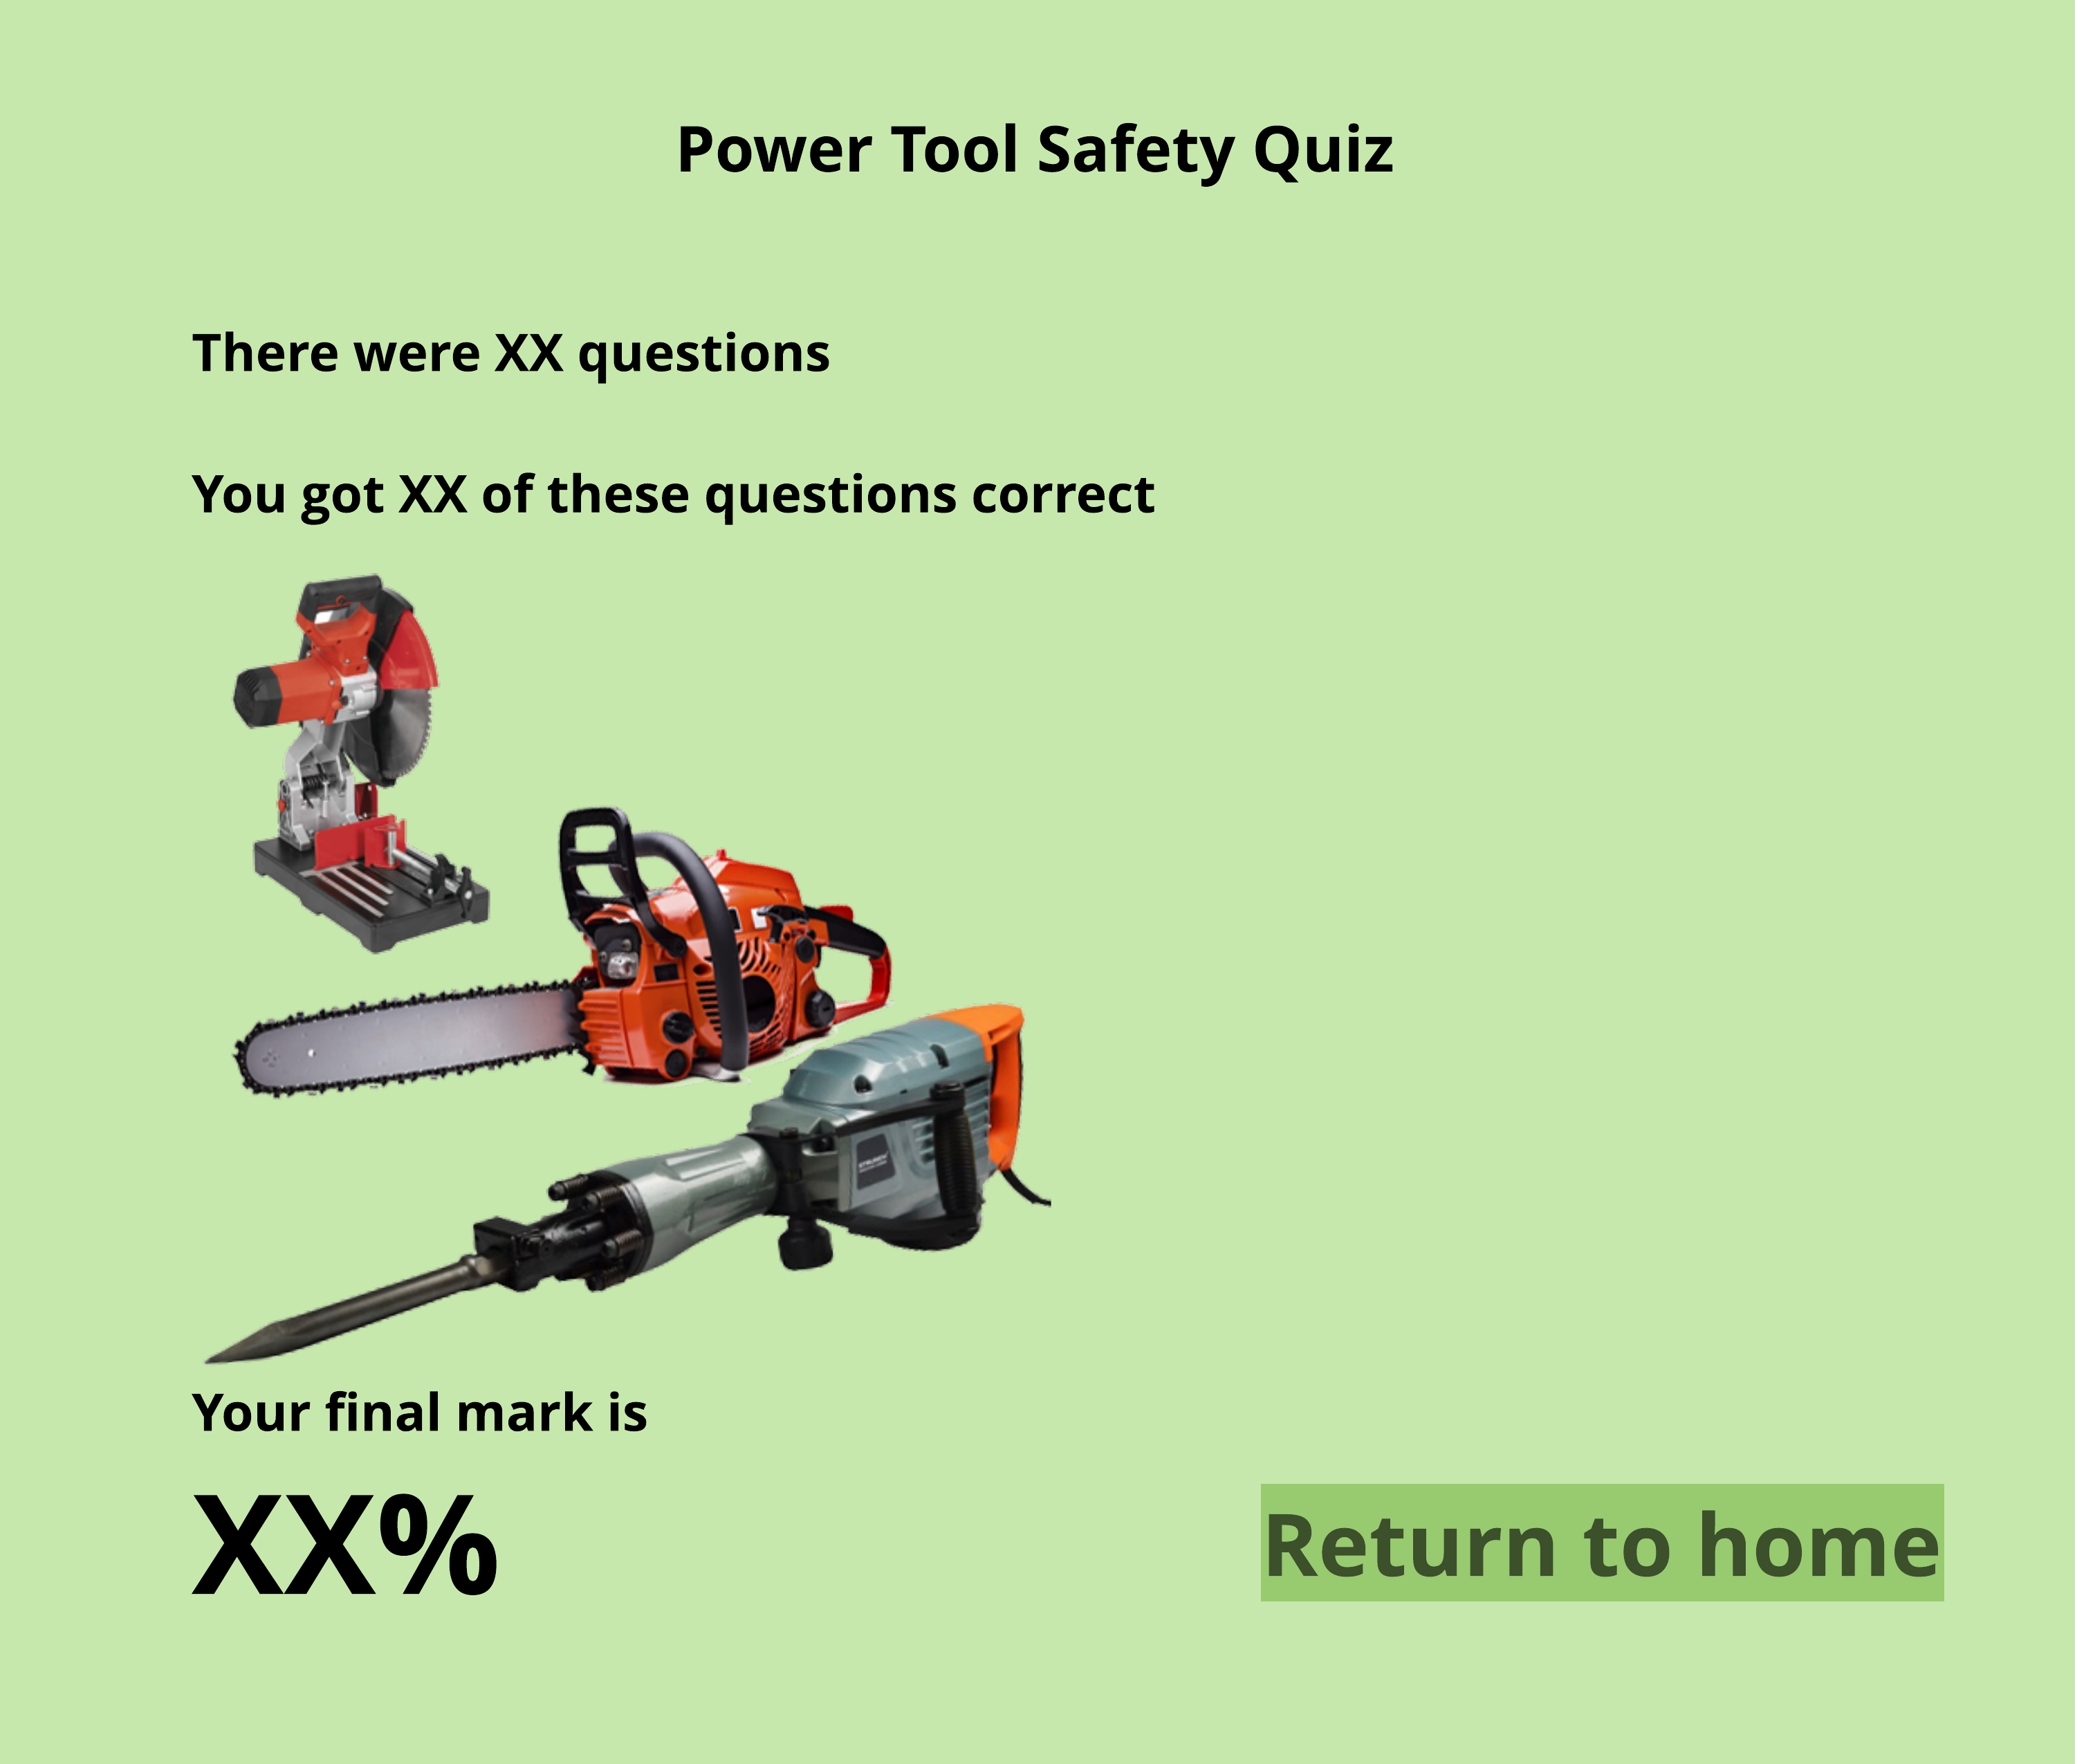 Power Tool Safety Quiz
There were XX questions
You got XX of these questions correct
Your final mark is
XX%
Return to home